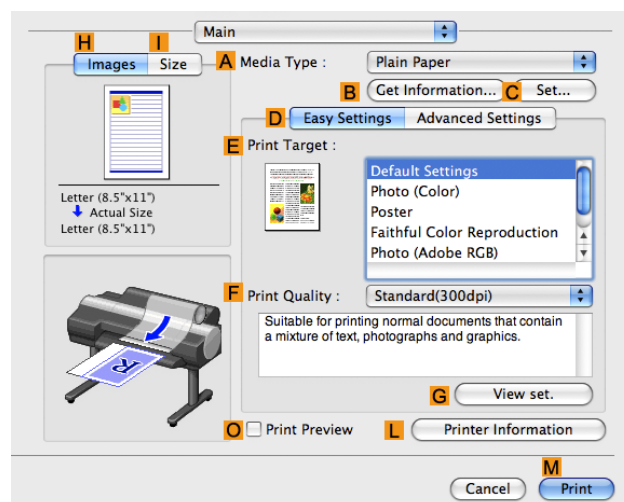 Main
H I
Images Size
A Media Type : Plain Paper
B Get Information... C Set...
D Easy Settings Advanced Settings
E Print Target :
Default Settings
Photo (Color)
Poster
Faithful Color Reproduction
Photo (Adobe RGB)
Letter (8.5"x11")
Actual Size
Letter (8.5"x11")
F Print Quality : Standard(300dpi)
Suitable for printing normal documents that contain
a mixture of text, photographs and graphics.
R
G View set.
O Print Preview L Printer Information
M
Cancel Print